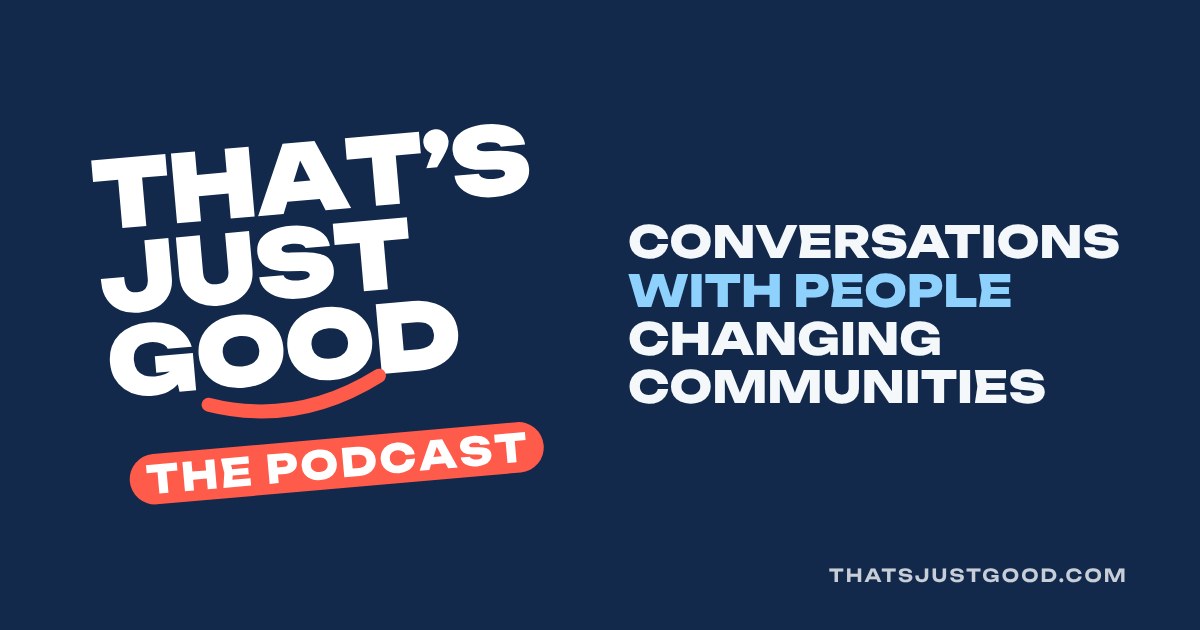 THAT'S
JUST
GOOD
THE PODCAST
CONVERSATIONS
WITH PEOPLE
CHANGING
COMMUNITIES
THATSJUSTGOOD.COM